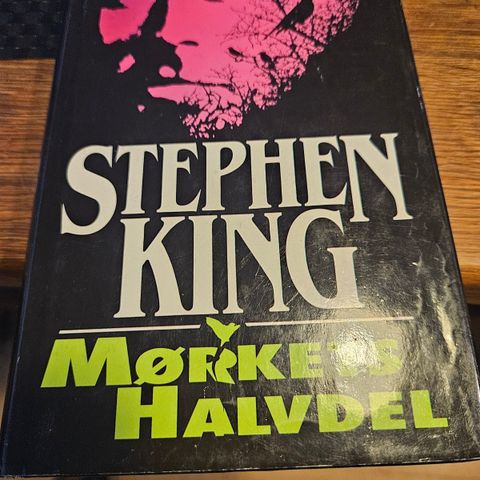 STEPHEN
KING
MØRKETS
HALVDEL